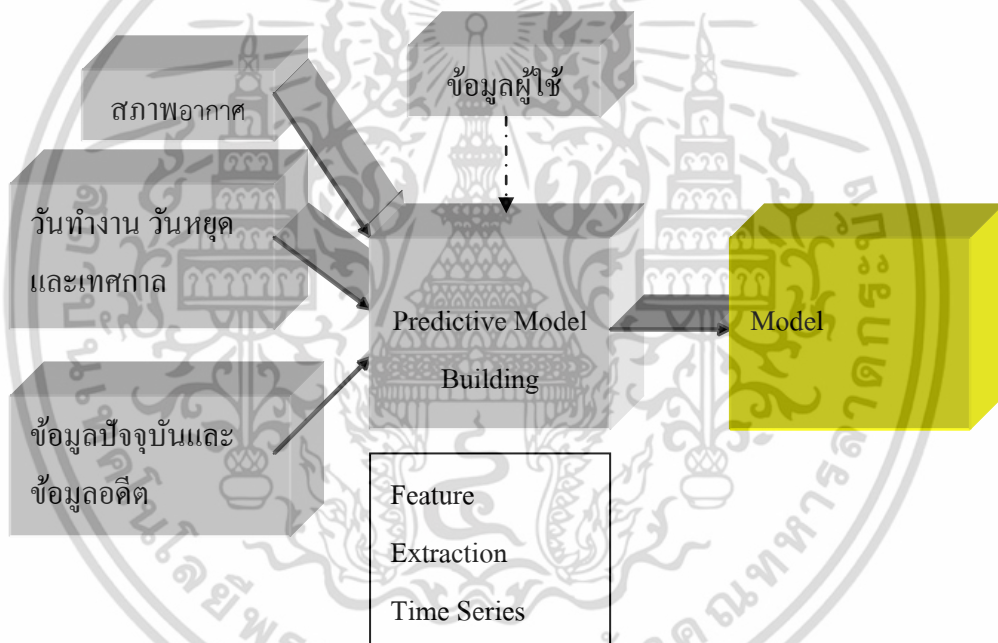 ข้อมูลผู้ใช้
สภาพอากาศ
วันทำงาน วันหยุด
และเทศกาล
Predictive Model
Building
Model
ข้อมูลปัจจุบันและ
ข้อมูลอดีต
Feature
Extraction
Time Series